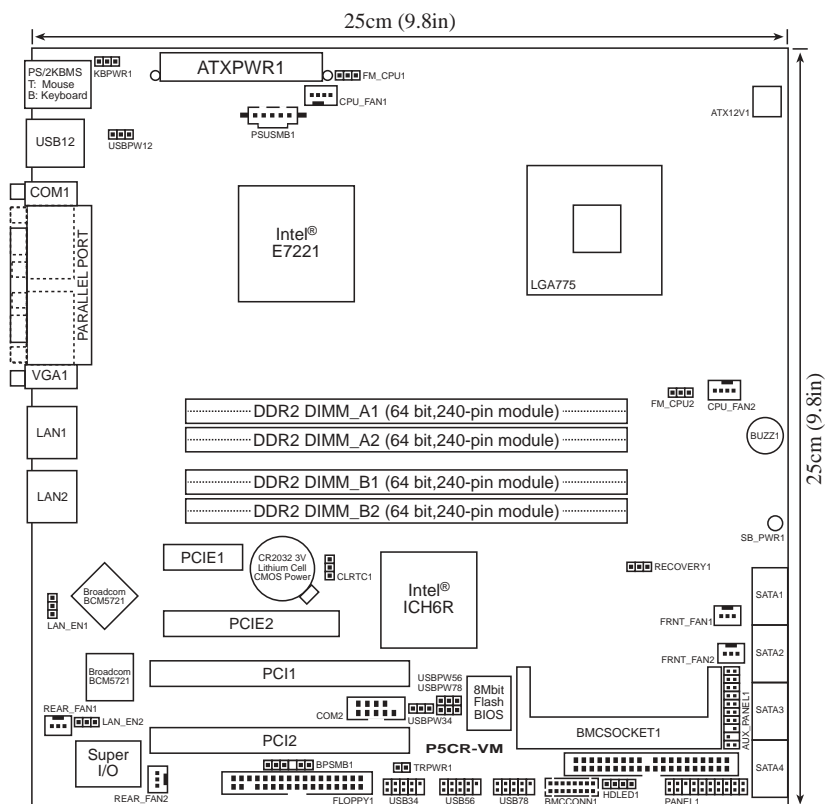 25cm (9.8in)
PS/2KBMS
T: Mouse
B: Keyboard
KBPWR1
ATXPWR1
FM_CPU1
CPU_FAN1
PSUSMB1
ATX12V1
USB12
USBPW12
COM1
PARALLEL PORT
VGA1
Intel®
E7221
LGA775
FM_CPU2
CPU_FAN2
25cm (9.8in)
LAN1
LAN2
DDR2 DIMM_A1 (64 bit,240-pin module)
DDR2 DIMM_A2 (64 bit,240-pin module)
DDR2 DIMM_B1 (64 bit,240-pin module)
DDR2 DIMM_B2 (64 bit,240-pin module)
BUZZ1
SB_PWR1
PCIE1
CR2032 3V
Lithium Cell
CMOS Power
CLRTC1
Intel®
ICH6R
RECOVERY1
Broadcom
BCM5721
LAN_EN1
PCIE2
FRNT_FAN1
SATA1
FRNT_FAN2
SATA2
Broadcom
BCM5721
PCI1
USBPW56
USBPW78
8Mbit
Flash
BIOS
COM2
USBPW34
REAR_FAN1
LAN_EN2
BMCSOCKET1
AUX_PANEL1
SATA3
PCI2
P5CR-VM
Super
I/O
SATA4
BPSMB1
TRPWR1
REAR_FAN2
FLOPPY1
USB34
USB56
USB78
BMCCONN1
HDLED1
PANEL1